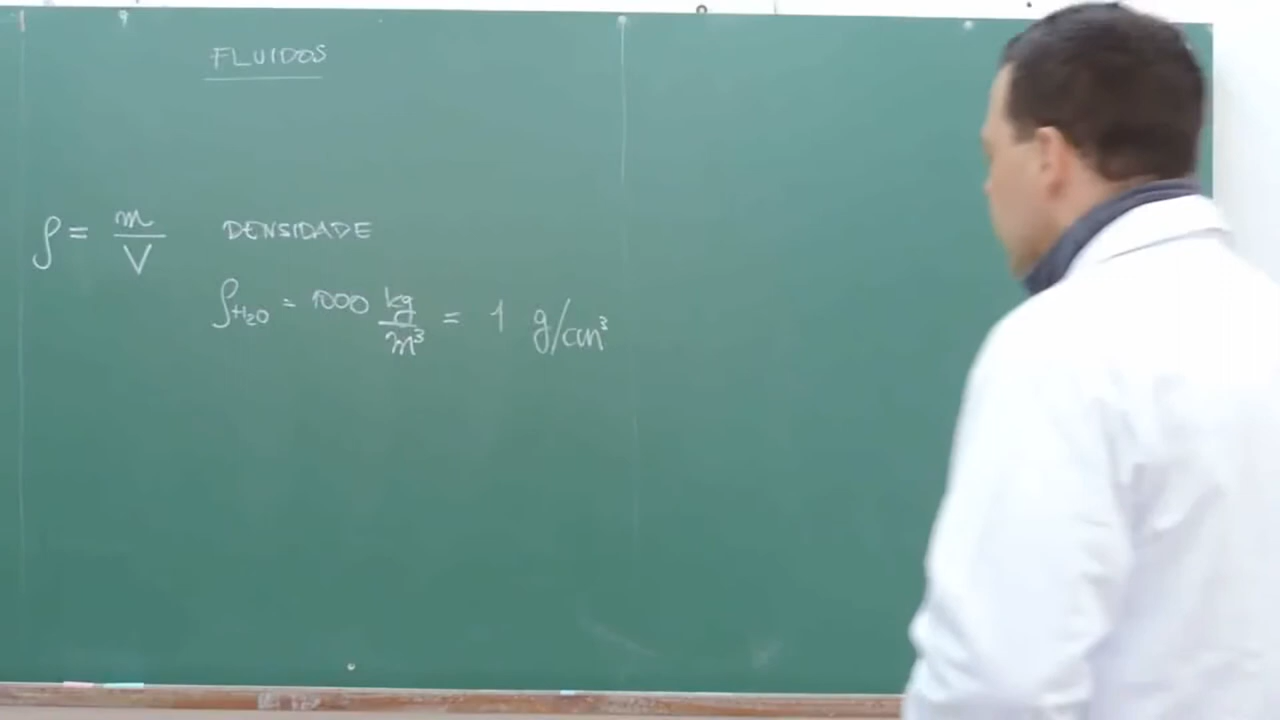 FLUIDOS
ρ = m/V DENSIDADE
ρH₂O = 1000 kg/m³ = 1 g/cm³